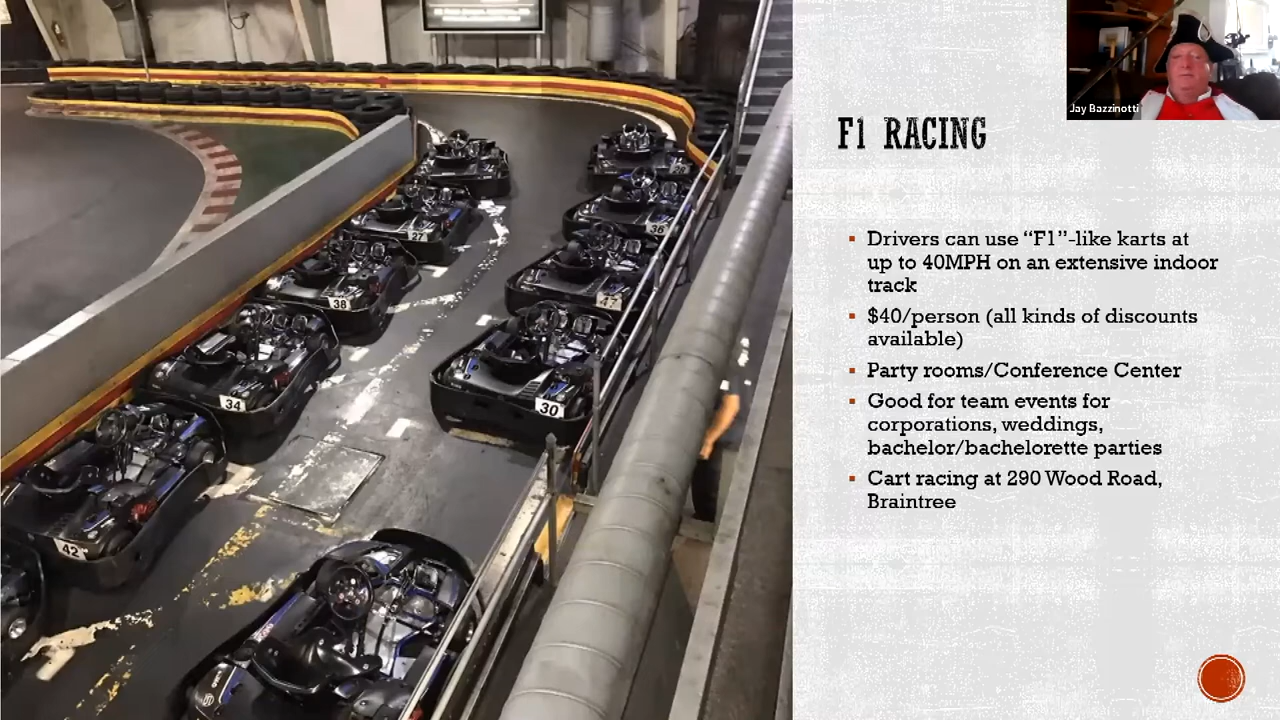 Jay Bazzinotti
F1 RACING
Drivers can use “F1”-like karts at
up to 40MPH on an extensive indoor
track
$40/person (all kinds of discounts
available)
Party rooms/Conference Center
Good for team events for
corporations, weddings,
bachelor/bachelorette parties
Cart racing at 290 Wood Road,
Braintree
27
36
38
47
34
30
42